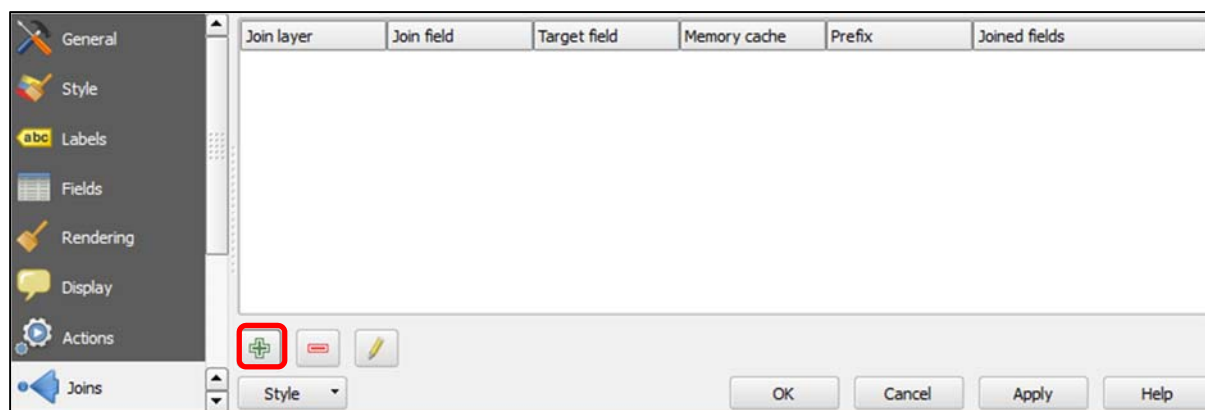 General
Style
abc Labels
Fields
Rendering
Display
Actions
Joins
Join layer Join field Target field Memory cache Prefix Joined fields
Style OK Cancel Apply Help